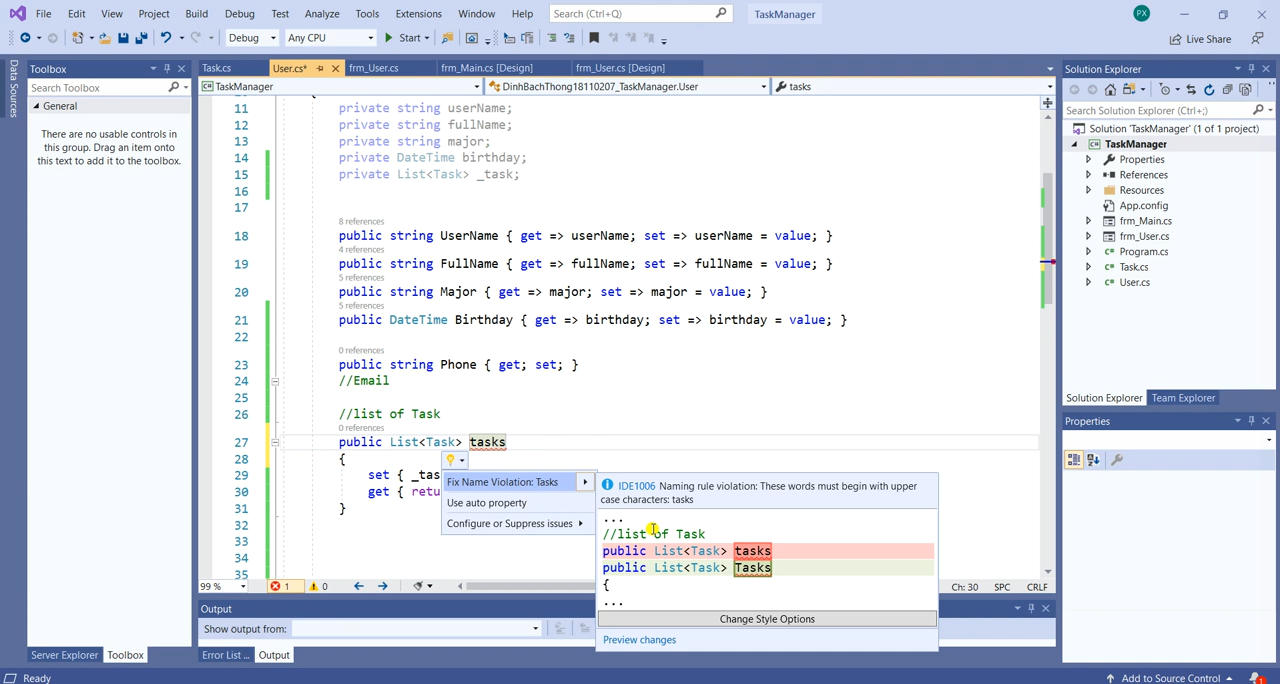 File Edit View Project Build Debug Test Analyze Tools Extensions Window Help Search (Ctrl+Q) TaskManager PX
Debug Any CPU Start Live Share
Data Sources
Toolbox
Search Toolbox
General
There are no usable controls in
this group. Drag an item onto
this text to add it to the toolbox.
Server Explorer Toolbox
Task.cs User.cs* frm_User.cs frm_Main.cs [Design] frm_User.cs [Design]
TaskManager DinhBachThong18110207_TaskManager.User tasks
11 private string userName;
12 private string fullName;
13 private string major;
14 private DateTime birthday;
15 private List<Task> _task;
16
17
8 references
18 public string UserName { get => userName; set => userName = value; }
4 references
19 public string FullName { get => fullName; set => fullName = value; }
5 references
20 public string Major { get => major; set => major = value; }
5 references
21 public DateTime Birthday { get => birthday; set => birthday = value; }
22
0 references
23 public string Phone { get; set; }
24 //Email
25
26 //list of Task
0 references
27 public List<Task> tasks
28 {
29 set { _ta
30 get { retu
31 }
32
33
34
35
Fix Name Violation: Tasks
Use auto property
Configure or Suppress issues
IDE1006 Naming rule violation: These words must begin with upper
case characters: tasks
...
//list of Task
public List<Task> tasks
public List<Task> Tasks
{
...
Change Style Options
Preview changes
99 % 1 0 Ch: 30 SPC CRLF
Output
Show output from:
Error List ... Output
Solution Explorer
Search Solution Explorer (Ctrl+;)
Solution 'TaskManager' (1 of 1 project)
TaskManager
Properties
References
Resources
App.config
frm_Main.cs
frm_User.cs
Program.cs
Task.cs
User.cs
Solution Explorer Team Explorer
Properties
Ready Add to Source Control 1